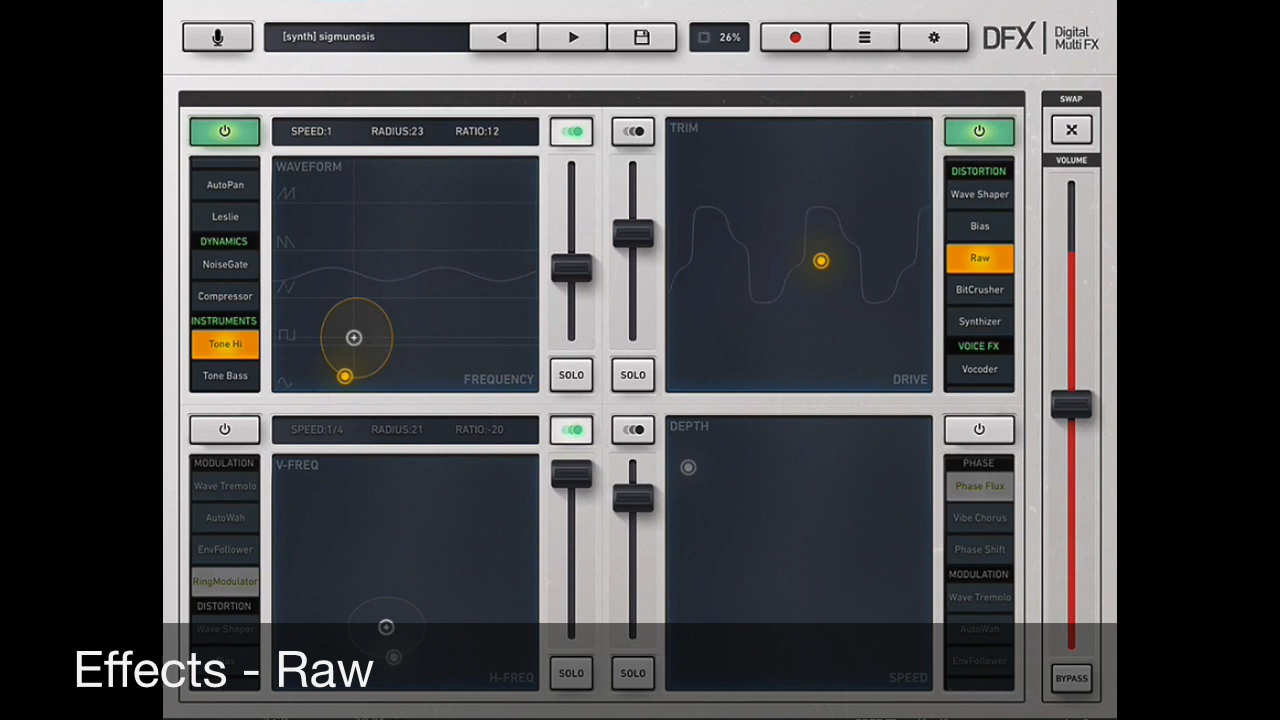 [synth] sigmunosis
26%
DFX
Digital
Multi FX
SPEED:1 RADIUS:23 RATIO:12
WAVEFORM
FREQUENCY
AutoPan
Leslie
DYNAMICS
NoiseGate
Compressor
INSTRUMENTS
Tone Hi
Tone Bass
SOLO
SOLO
TRIM
DRIVE
DISTORTION
Wave Shaper
Bias
Raw
BitCrusher
Synthizer
VOICE FX
Vocoder
SWAP
VOLUME
SPEED:1/4 RADIUS:21 RATIO:-20
V-FREQ
H-FREQ
MODULATION
Wave Tremolo
AutoWah
EnvFollower
RingModulator
DISTORTION
Wave Shaper
Bias
SOLO
SOLO
DEPTH
SPEED
PHASE
Phase Flux
Vibe Chorus
Phase Shift
MODULATION
Wave Tremolo
AutoWah
EnvFollower
BYPASS
Effects - Raw